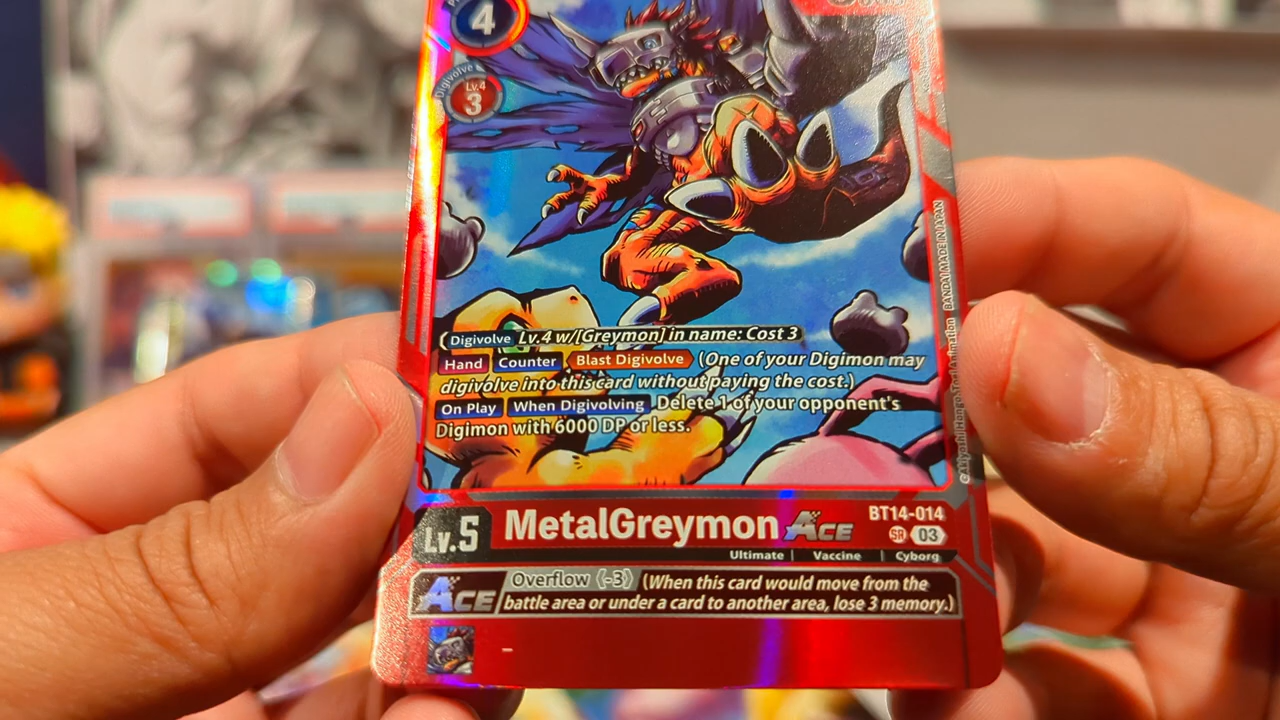 4
Digivolve
Lv.4
3
Digivolve Lv.4 w/[Greymon] in name: Cost 3
Hand Counter Blast Digivolve (One of your Digimon may
digivolve into this card without paying the cost.)
On Play When Digivolving Delete 1 of your opponent's
Digimon with 6000 DP or less.
©Akiyoshi Hongo, Toei Animation BANDAI MADE IN JAPAN
BT14-014
Lv.5 MetalGreymon ACE SR 03
Ultimate | Vaccine | Cyborg
ACE Overflow ⟨-3⟩ (When this card would move from the
battle area or under a card to another area, lose 3 memory.)
-